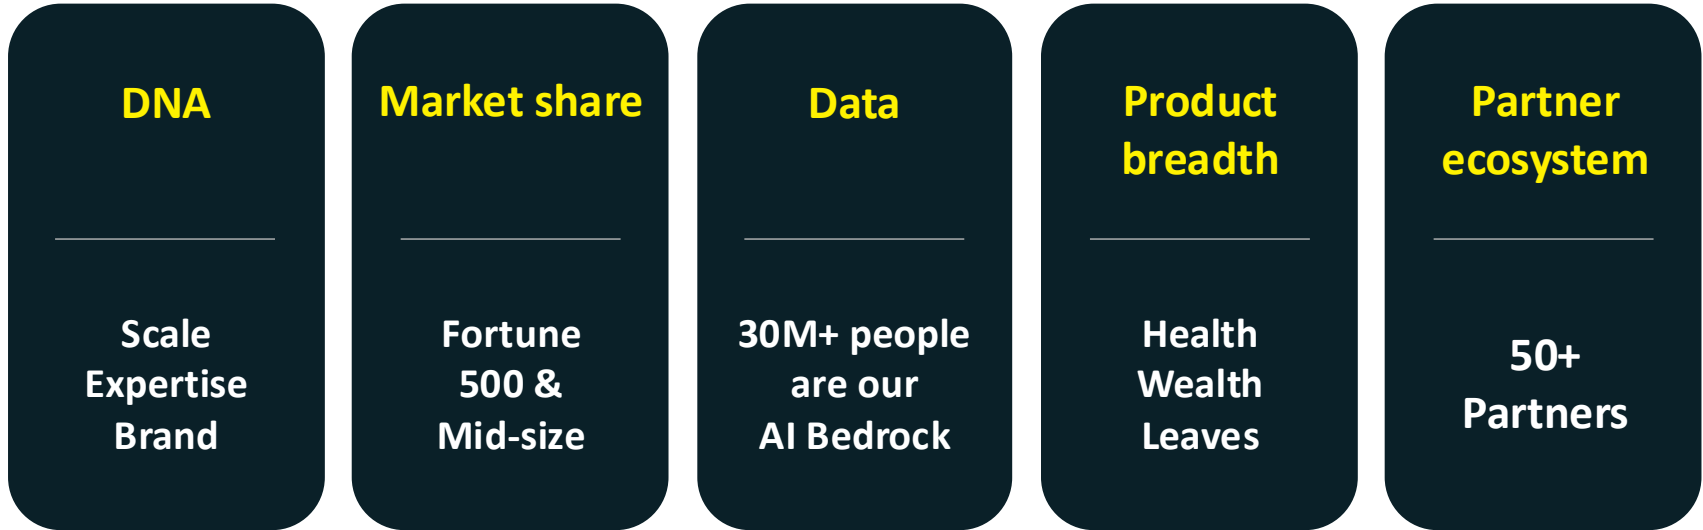 DNA
Scale
Expertise
Brand
Market share
Fortune
500 &
Mid-size
Data
30M+ people
are our
AI Bedrock
Product
breadth
Health
Wealth
Leaves
Partner
ecosystem
50+
Partners